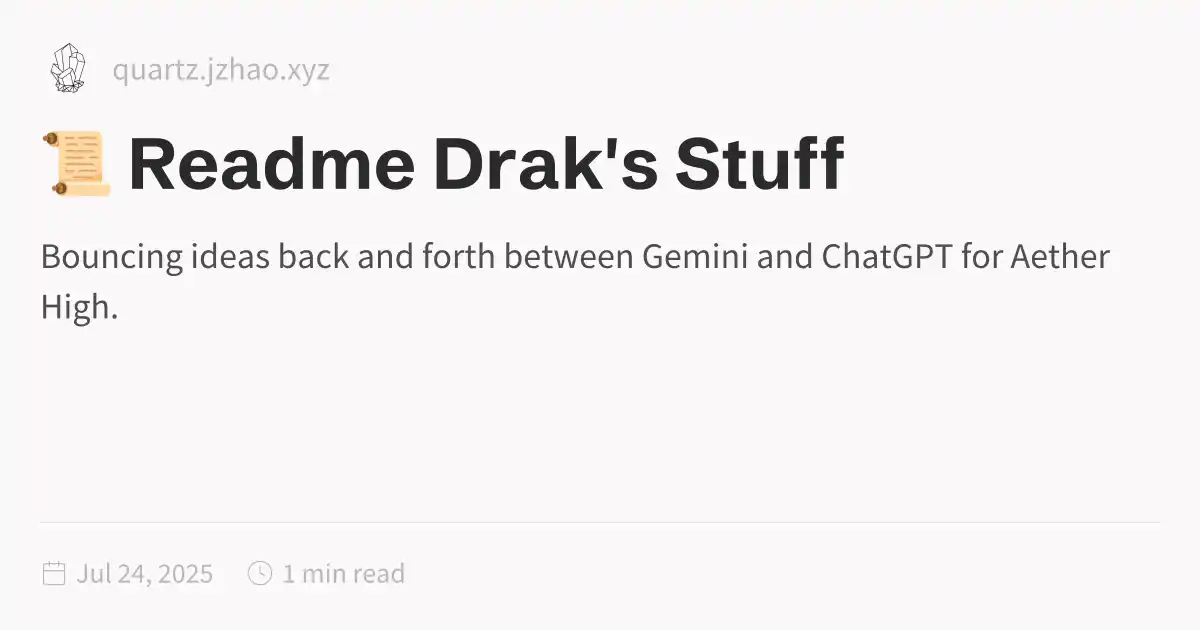 quartz.jzhao.xyz
📜 Readme Drak's Stuff
Bouncing ideas back and forth between Gemini and ChatGPT for Aether
High.
Jul 24, 2025 1 min read